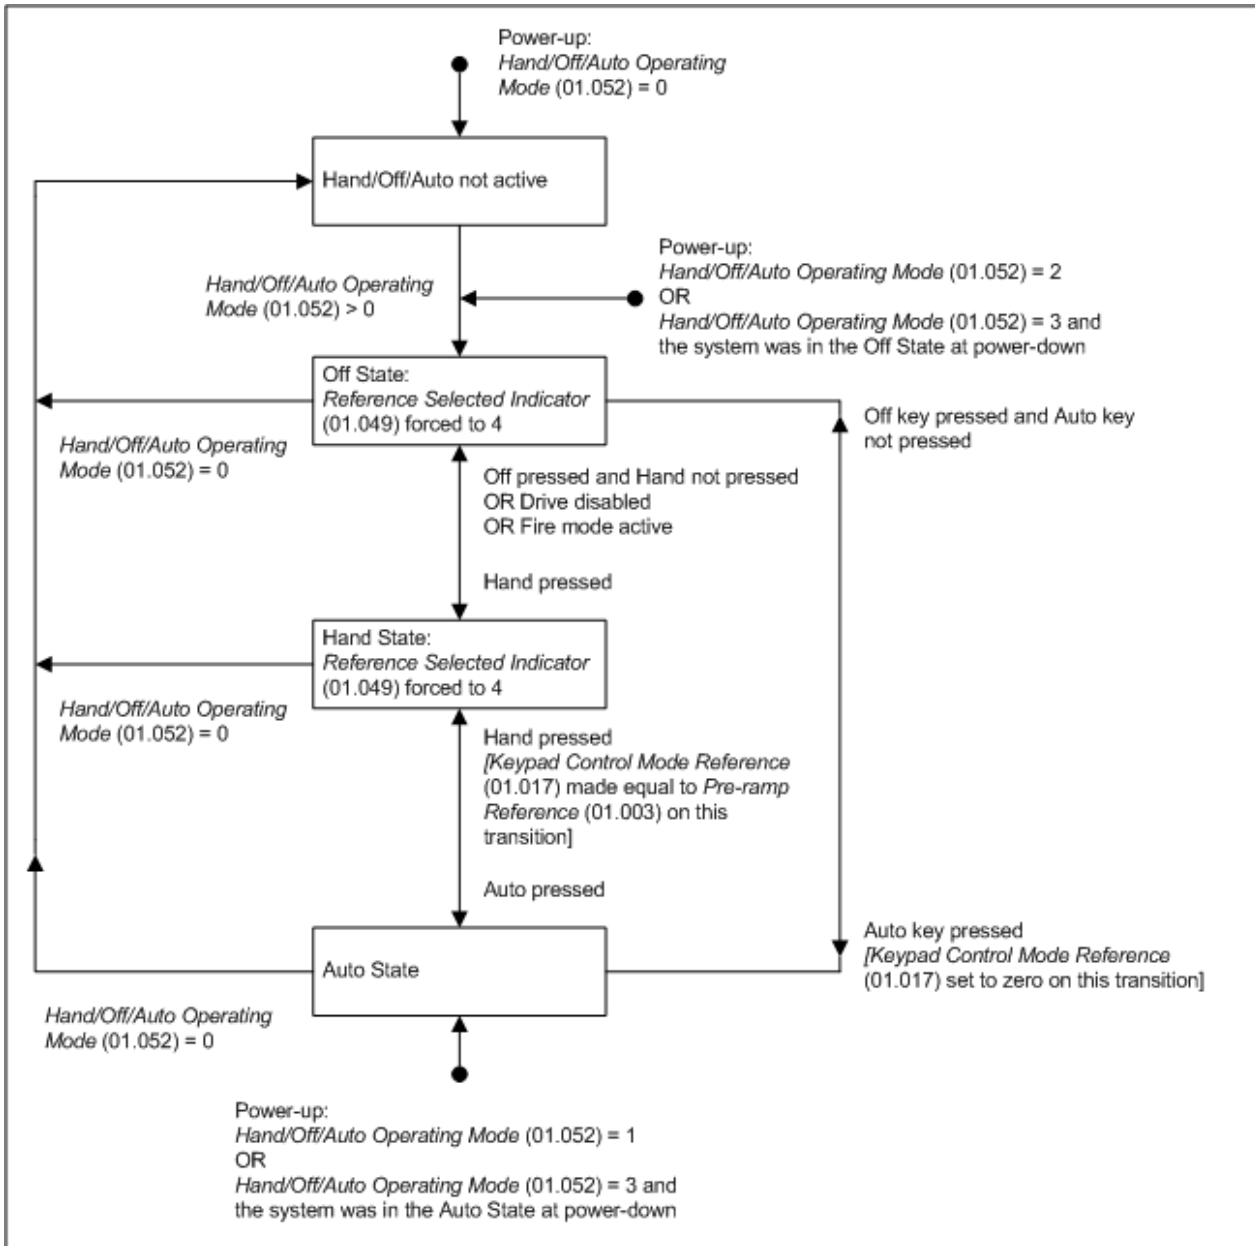 Power-up:
Hand/Off/Auto Operating
Mode (01.052) = 0
Hand/Off/Auto not active
Hand/Off/Auto Operating
Mode (01.052) > 0
Power-up:
Hand/Off/Auto Operating Mode (01.052) = 2
OR
Hand/Off/Auto Operating Mode (01.052) = 3 and
the system was in the Off State at power-down
Off State:
Reference Selected Indicator
(01.049) forced to 4
Hand/Off/Auto Operating
Mode (01.052) = 0
Off key pressed and Auto key
not pressed
Off pressed and Hand not pressed
OR Drive disabled
OR Fire mode active
Hand pressed
Hand State:
Reference Selected Indicator
(01.049) forced to 4
Hand/Off/Auto Operating
Mode (01.052) = 0
Hand pressed
[Keypad Control Mode Reference
(01.017) made equal to Pre-ramp
Reference (01.003) on this
transition]
Auto pressed
Auto State
Auto key pressed
[Keypad Control Mode Reference
(01.017) set to zero on this transition]
Hand/Off/Auto Operating
Mode (01.052) = 0
Power-up:
Hand/Off/Auto Operating Mode (01.052) = 1
OR
Hand/Off/Auto Operating Mode (01.052) = 3 and
the system was in the Auto State at power-down